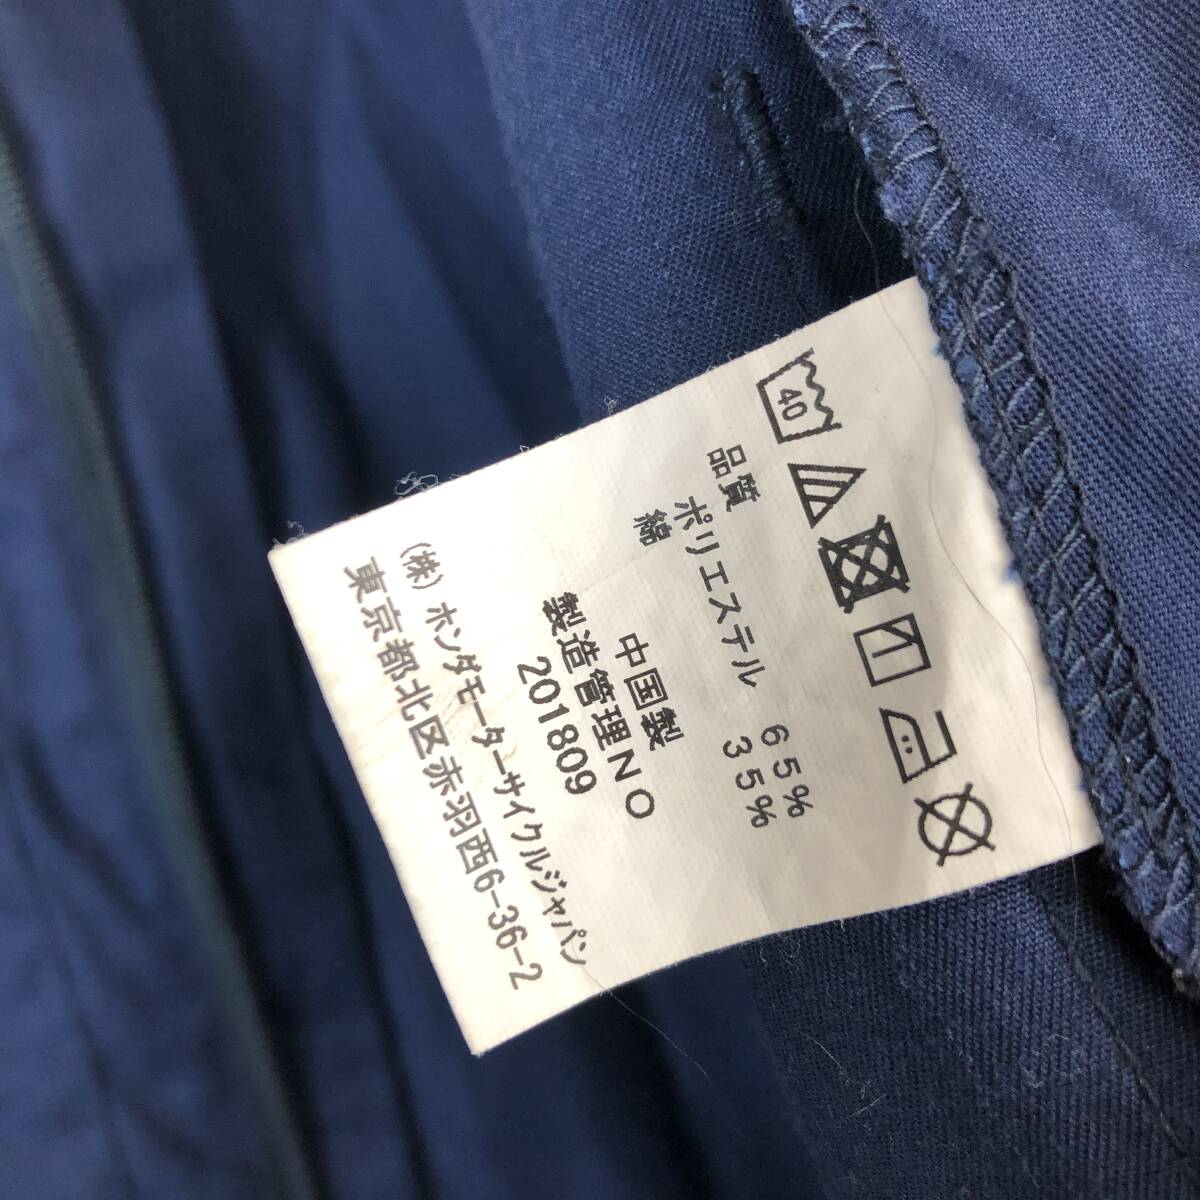 40
品質
ポリエステル 65%
綿 35%
中国製
製造管理NO
201809
(株)ホンダモーターサイクルジャパン
東京都北区赤羽西6-36-2